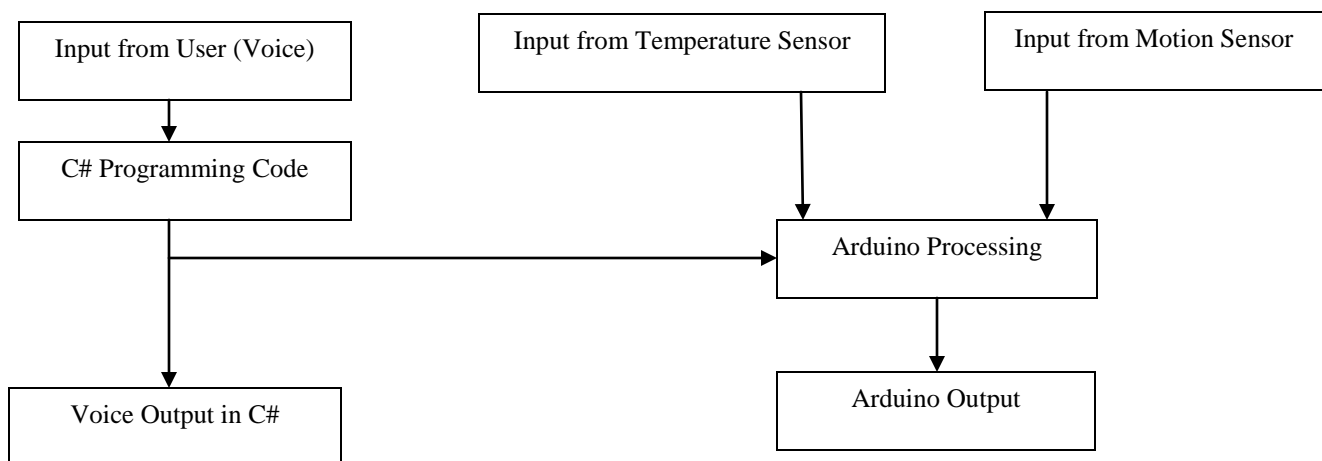 Input from User (Voice)
Input from Temperature Sensor
Input from Motion Sensor
C# Programming Code
Arduino Processing
Voice Output in C#
Arduino Output